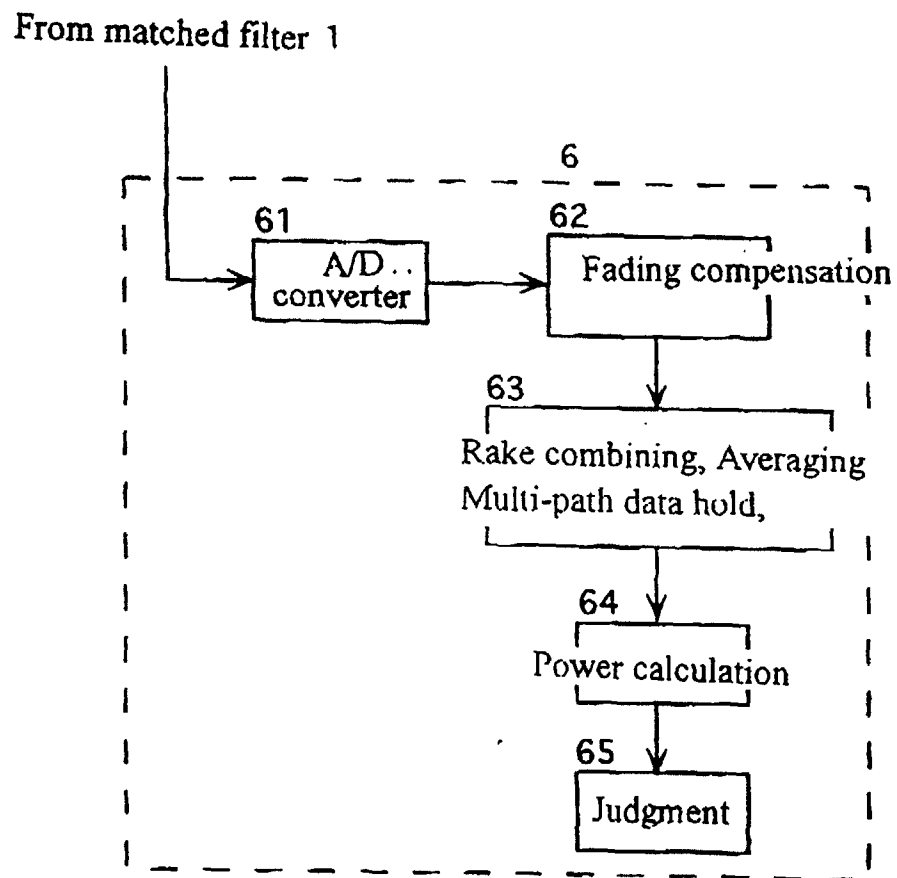 From matched filter 1
6
61
A/D ..
converter
62
Fading compensation
63
Rake combining, Averaging
Multi-path data hold,
64
Power calculation
65
Judgment